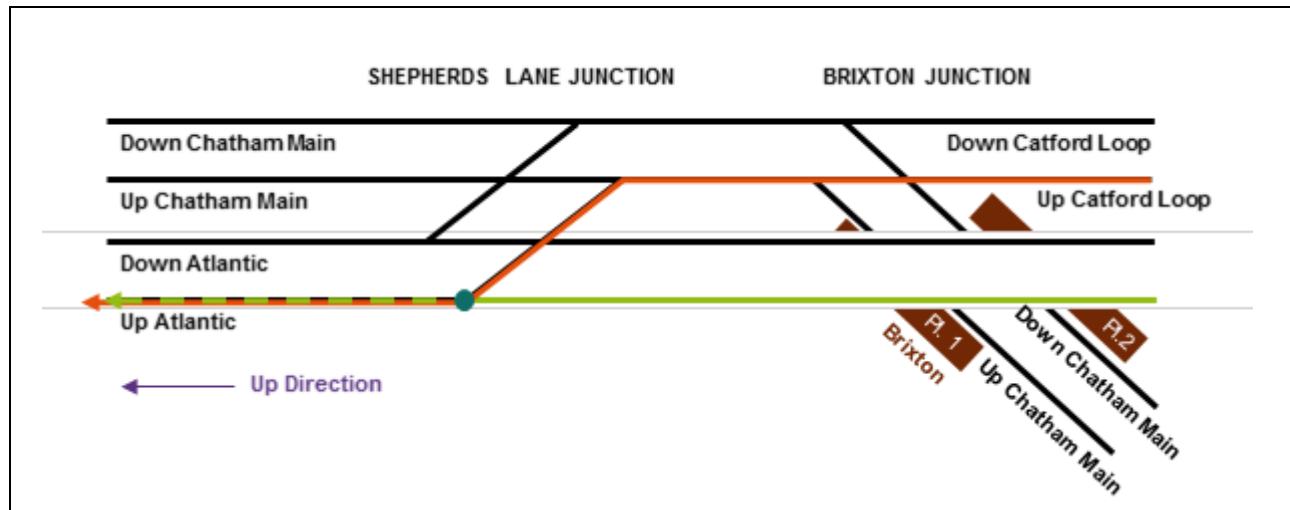 SHEPHERDS LANE JUNCTION
BRIXTON JUNCTION
Down Chatham Main
Down Catford Loop
Up Chatham Main
Up Catford Loop
Down Atlantic
Up Atlantic
Pl. 1
Brixton
Pl.2
Down Chatham Main
Up Chatham Main
Up Direction